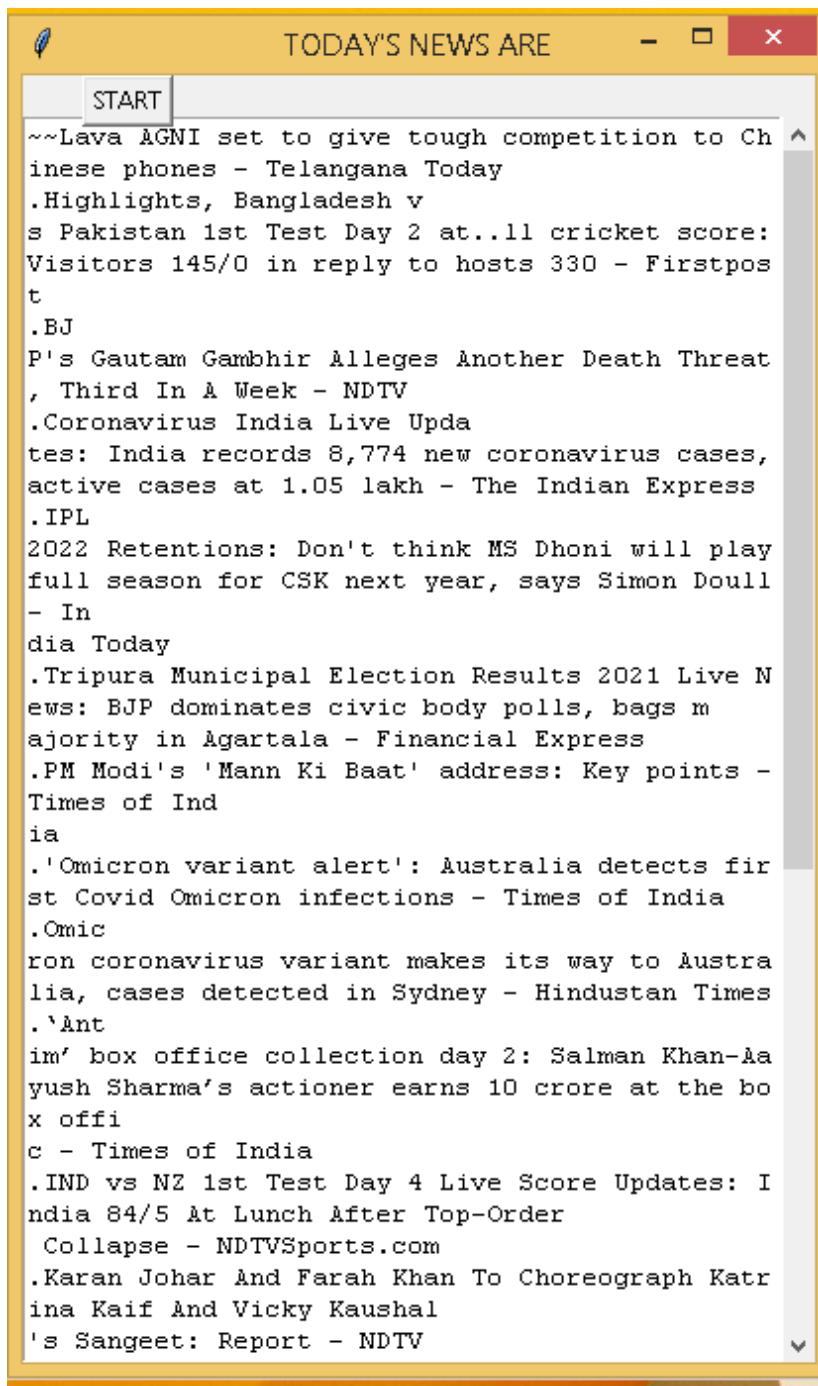 TODAY'S NEWS ARE
START
~~Lava AGNI set to give tough competition to Ch
inese phones - Telangana Today
.Highlights, Bangladesh v
s Pakistan 1st Test Day 2 at..ll cricket score:
Visitors 145/0 in reply to hosts 330 - Firstpos
t
.BJ
P's Gautam Gambhir Alleges Another Death Threat
, Third In A Week - NDTV
.Coronavirus India Live Upda
tes: India records 8,774 new coronavirus cases,
active cases at 1.05 lakh - The Indian Express
.IPL
2022 Retentions: Don't think MS Dhoni will play
full season for CSK next year, says Simon Doull
- In
dia Today
.Tripura Municipal Election Results 2021 Live N
ews: BJP dominates civic body polls, bags m
ajority in Agartala - Financial Express
.PM Modi's 'Mann Ki Baat' address: Key points -
Times of Ind
ia
.'Omicron variant alert': Australia detects fir
st Covid Omicron infections - Times of India
.Omic
ron coronavirus variant makes its way to Austra
lia, cases detected in Sydney - Hindustan Times
.‘Ant
im’ box office collection day 2: Salman Khan-Aa
yush Sharma’s actioner earns 10 crore at the bo
x offi
c - Times of India
.IND vs NZ 1st Test Day 4 Live Score Updates: I
ndia 84/5 At Lunch After Top-Order
 Collapse - NDTVSports.com
.Karan Johar And Farah Khan To Choreograph Katr
ina Kaif And Vicky Kaushal
's Sangeet: Report - NDTV